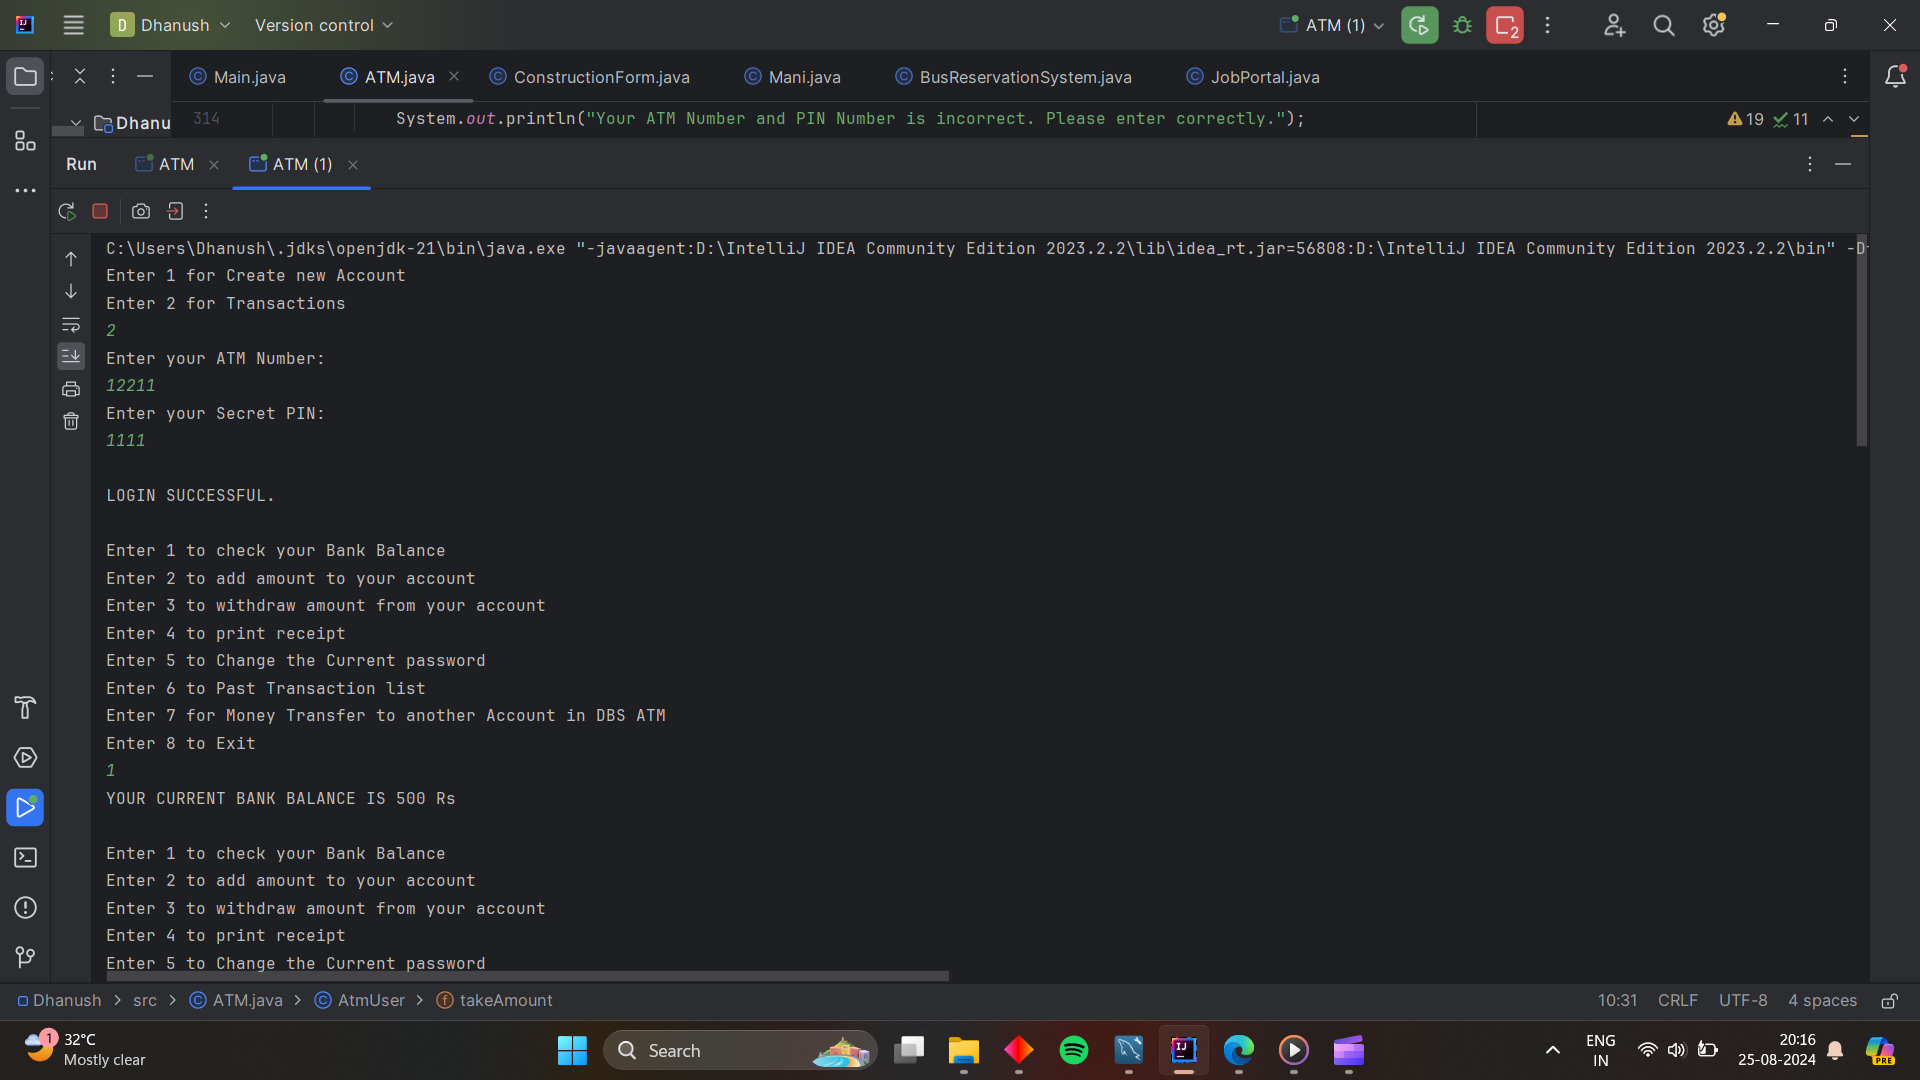 D Dhanush Version control ATM (1) 2
Main.java ATM.java ConstructionForm.java Mani.java BusReservationSystem.java JobPortal.java
Dhanu 314 System.out.println("Your ATM Number and PIN Number is incorrect. Please enter correctly."); 19 11
Run ATM ATM (1)
C:\Users\Dhanush\.jdks\openjdk-21\bin\java.exe "-javaagent:D:\IntelliJ IDEA Community Edition 2023.2.2\lib\idea_rt.jar=56808:D:\IntelliJ IDEA Community Edition 2023.2.2\bin" -D
Enter 1 for Create new Account
Enter 2 for Transactions
2
Enter your ATM Number:
12211
Enter your Secret PIN:
1111
LOGIN SUCCESSFUL.
Enter 1 to check your Bank Balance
Enter 2 to add amount to your account
Enter 3 to withdraw amount from your account
Enter 4 to print receipt
Enter 5 to Change the Current password
Enter 6 to Past Transaction list
Enter 7 for Money Transfer to another Account in DBS ATM
Enter 8 to Exit
1
YOUR CURRENT BANK BALANCE IS 500 Rs
Enter 1 to check your Bank Balance
Enter 2 to add amount to your account
Enter 3 to withdraw amount from your account
Enter 4 to print receipt
Enter 5 to Change the Current password
Dhanush > src > ATM.java > AtmUser > takeAmount 10:31 CRLF UTF-8 4 spaces
1 32°C
Mostly clear
Search
ENG
IN
20:16
25-08-2024
PRE